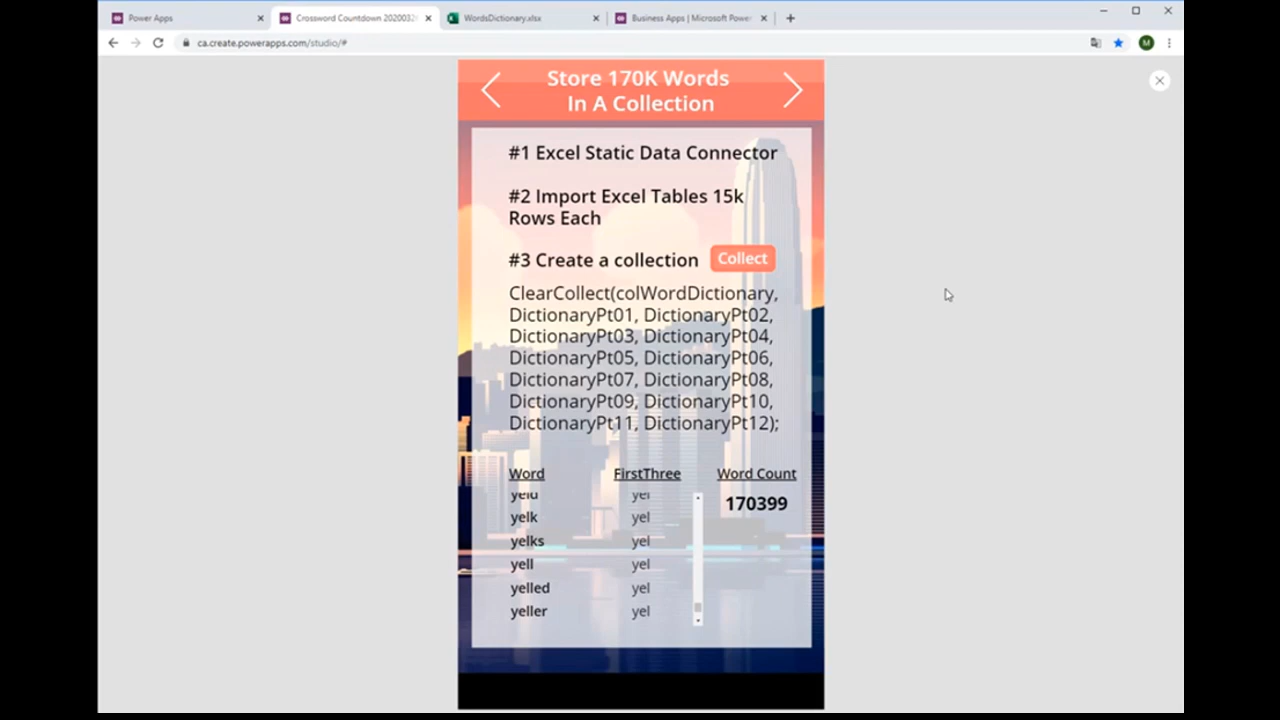 Power Apps
Crossword Countdown 2020032
WordsDictionary.xlsx
Business Apps | Microsoft Power
ca.create.powerapps.com/studio/#
M
Store 170K Words
In A Collection
#1 Excel Static Data Connector
#2 Import Excel Tables 15k
Rows Each
#3 Create a collection
Collect
ClearCollect(colWordDictionary,
DictionaryPt01, DictionaryPt02,
DictionaryPt03, DictionaryPt04,
DictionaryPt05, DictionaryPt06,
DictionaryPt07, DictionaryPt08,
DictionaryPt09, DictionaryPt10,
DictionaryPt11, DictionaryPt12);
Word FirstThree Word Count
yel
170399
yelk yel
yelks yel
yell yel
yelled yel
yeller yel